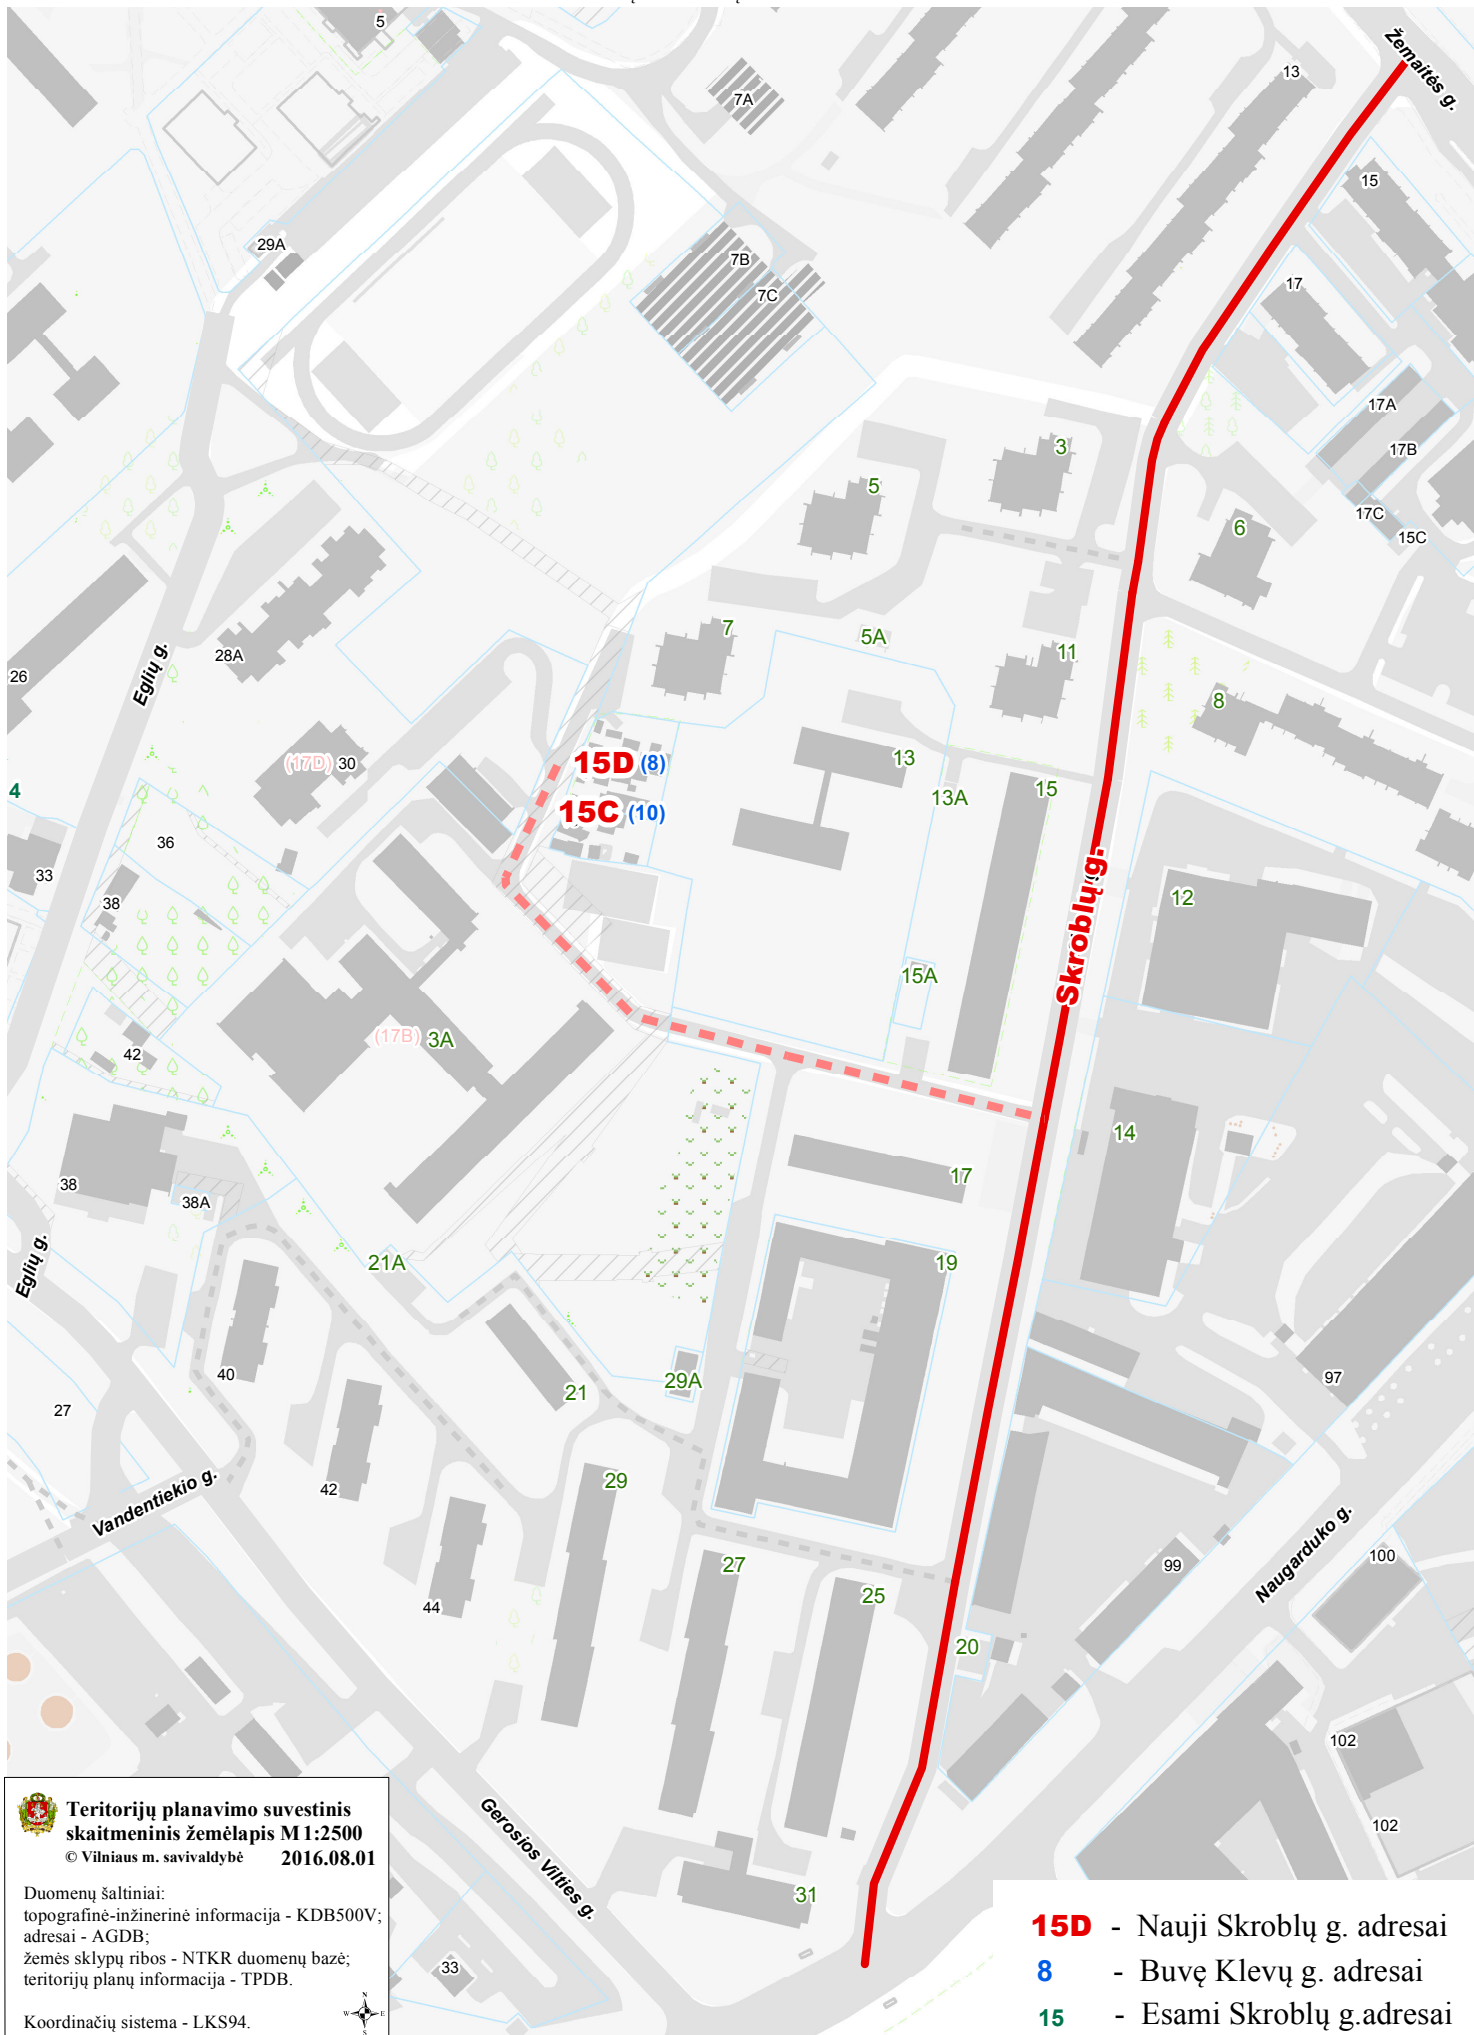 5
Žemaitės g.
13
7A
15
29A
7B
17
7C
17A
3
17B
5
17C
6
15C
7
5A
11
28A
Eglių g.
26
8
13
15D (8)
(17D) 30
15
4
13A
15C (10)
36
33
38
12
Skroblų g.
15A
(17B) 3A
42
14
17
38
38A
21A
19
Eglių g.
40
97
29A
21
27
29
42
Vandentiekio g.
Naugarduko g.
100
27
99
25
44
20
102
Gerosios Vilties g.
102
31
33
Teritorijų planavimo suvestinis
skaitmeninis žemėlapis M 1:2500
© Vilniaus m. savivaldybė 2016.08.01
Duomenų šaltiniai:
topografinė-inžinerinė informacija - KDB500V;
adresai - AGDB;
žemės sklypų ribos - NTKR duomenų bazė;
teritorijų planų informacija - TPDB.
Koordinačių sistema - LKS94.
N
W E
S
15D - Nauji Skroblų g. adresai
8 - Buvę Klevų g. adresai
15 - Esami Skroblų g.adresai